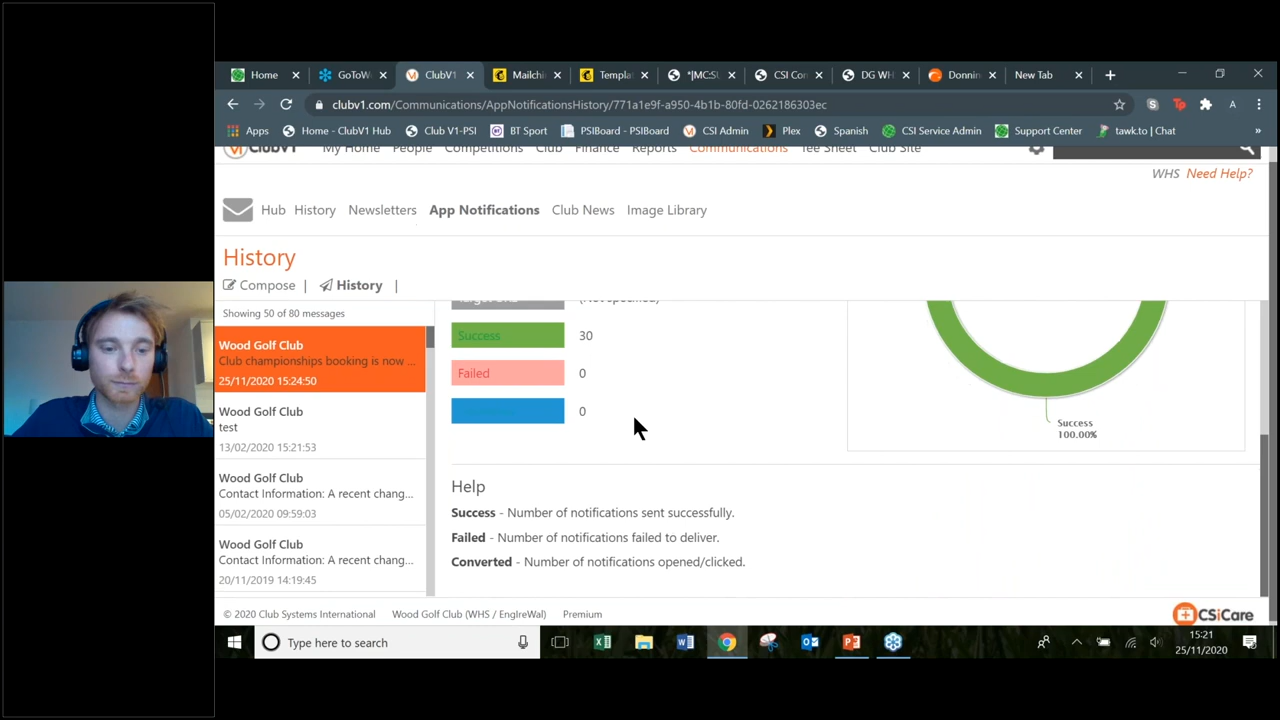 Home
GoToW
ClubV1
Mailchi
Templa
*|MC:SU
CSI Con
DG WH
Donnin
New Tab
clubv1.com/Communications/AppNotificationsHistory/771a1e9f-a950-4b1b-80fd-0262186303ec
A
Apps
Home - ClubV1 Hub
Club V1-PSI
BT Sport
PSIBoard - PSIBoard
CSI Admin
Plex
Spanish
CSI Service Admin
Support Center
tawk.to | Chat
»
ClubV1
My Home
People
Competitions
Club
Finance
Reports
Communications
Tee Sheet
Club Site
WHS Need Help?
Hub
History
Newsletters
App Notifications
Club News
Image Library
History
Compose |
History |
Showing 50 of 80 messages
Wood Golf Club
Club championships booking is now ...
25/11/2020 15:24:50
Wood Golf Club
test
13/02/2020 15:21:53
Wood Golf Club
Contact Information: A recent chang...
05/02/2020 09:59:03
Wood Golf Club
Contact Information: A recent chang...
20/11/2019 14:19:45
Target URL (Not specified)
Success 30
Failed 0
0
Success
100.00%
Help
Success - Number of notifications sent successfully.
Failed - Number of notifications failed to deliver.
Converted - Number of notifications opened/clicked.
© 2020 Club Systems International
Wood Golf Club (WHS / EnglreWal)
Premium
CSiCare
Type here to search
15:21
25/11/2020